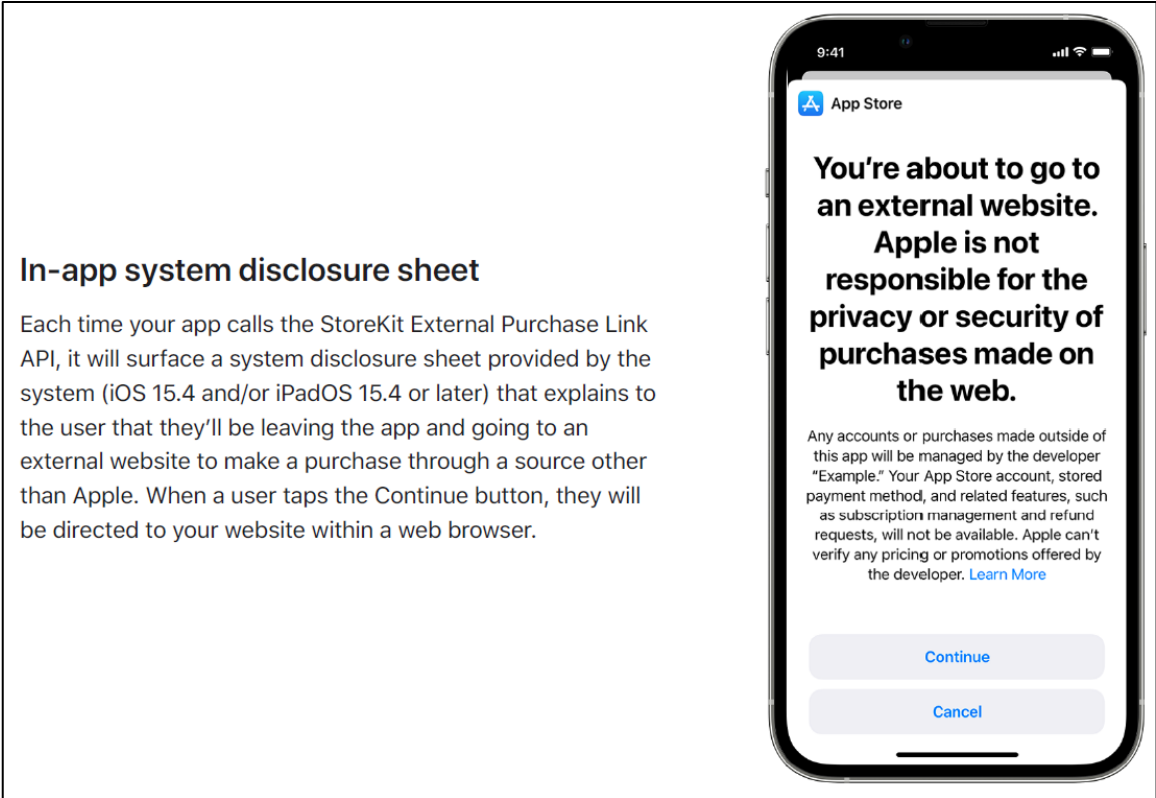 In-app system disclosure sheet
Each time your app calls the StoreKit External Purchase Link
API, it will surface a system disclosure sheet provided by the
system (iOS 15.4 and/or iPadOS 15.4 or later) that explains to
the user that they’ll be leaving the app and going to an
external website to make a purchase through a source other
than Apple. When a user taps the Continue button, they will
be directed to your website within a web browser.
9:41
App Store
You’re about to go to
an external website.
Apple is not
responsible for the
privacy or security of
purchases made on
the web.
Any accounts or purchases made outside of
this app will be managed by the developer
“Example.” Your App Store account, stored
payment method, and related features, such
as subscription management and refund
requests, will not be available. Apple can’t
verify any pricing or promotions offered by
the developer. Learn More
Continue
Cancel